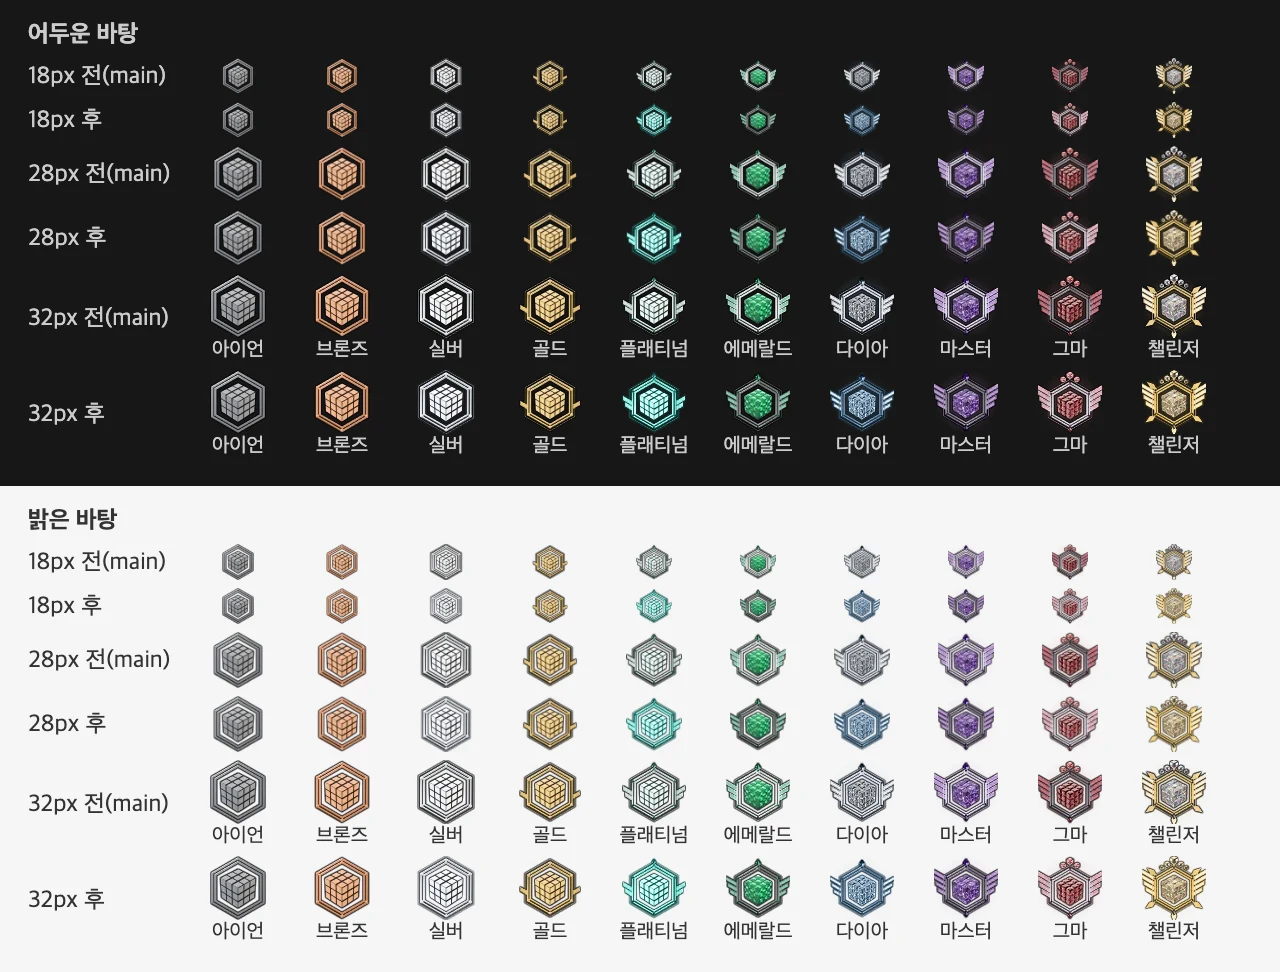 어두운 바탕
18px 전(main)
18px 후
28px 전(main)
28px 후
32px 전(main)
아이언 브론즈 실버 골드 플래티넘 에메랄드 다이아 마스터 그마 챌린저
32px 후
아이언 브론즈 실버 골드 플래티넘 에메랄드 다이아 마스터 그마 챌린저
밝은 바탕
18px 전(main)
18px 후
28px 전(main)
28px 후
32px 전(main)
아이언 브론즈 실버 골드 플래티넘 에메랄드 다이아 마스터 그마 챌린저
32px 후
아이언 브론즈 실버 골드 플래티넘 에메랄드 다이아 마스터 그마 챌린저